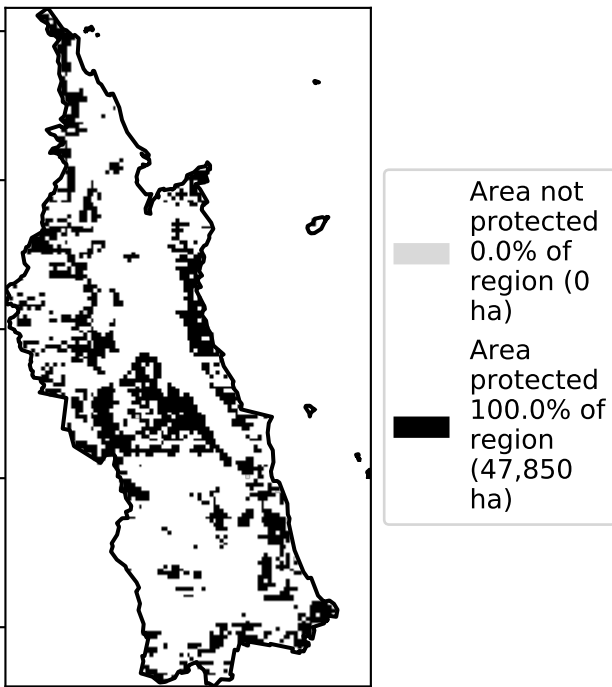 Area not
protected
0.0% of
region (0
ha)
Area
protected
100.0% of
region
(47,850
ha)